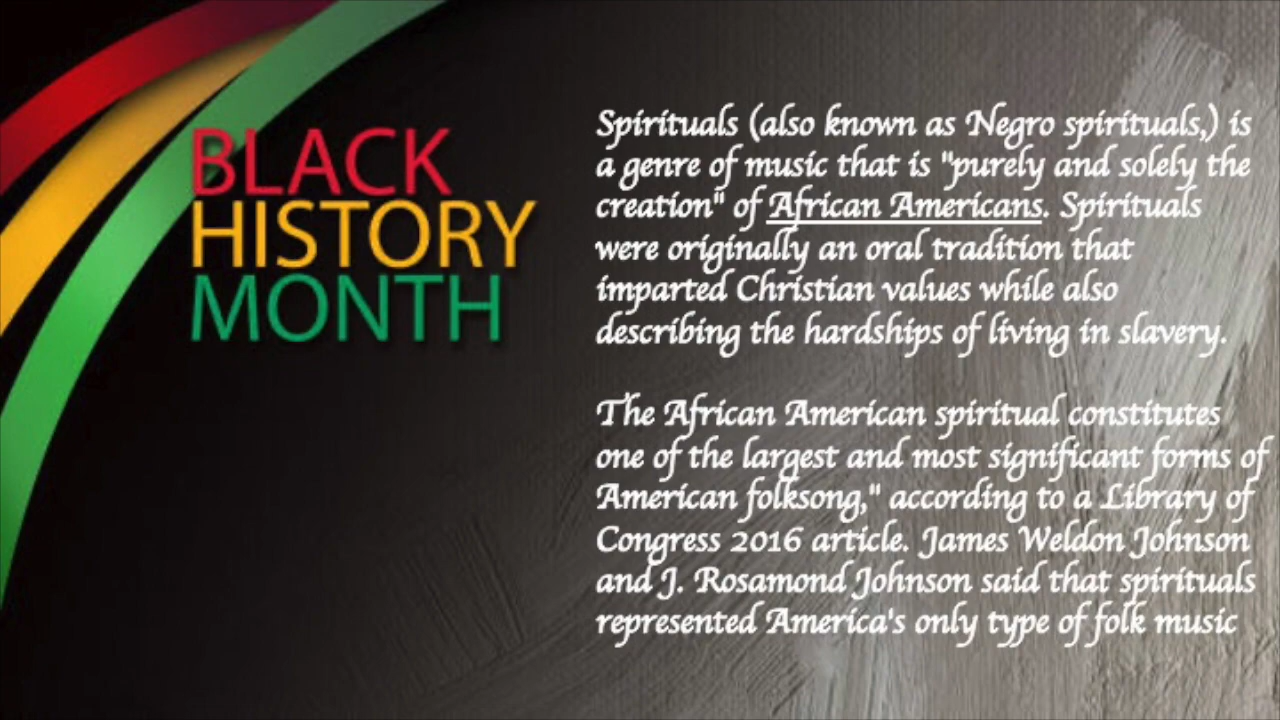 BLACK
HISTORY
MONTH
Spirituals (also known as Negro spirituals,) is
a genre of music that is "purely and solely the
creation" of African Americans. Spirituals
were originally an oral tradition that
imparted Christian values while also
describing the hardships of living in slavery.
The African American spiritual constitutes
one of the largest and most significant forms of
American folksong," according to a Library of
Congress 2016 article. James Weldon Johnson
and J. Rosamond Johnson said that spirituals
represented America's only type of folk music